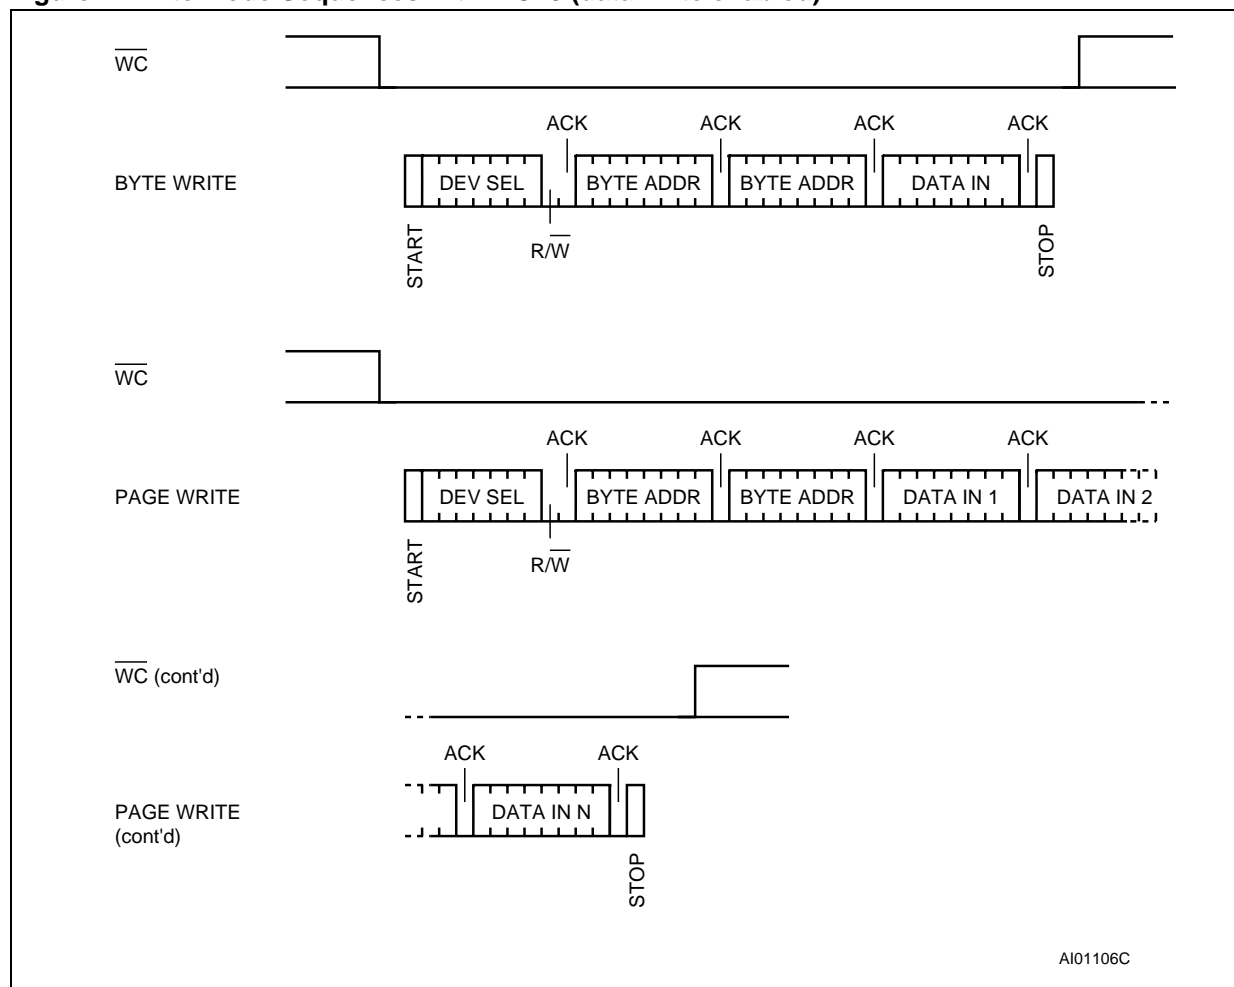 WC
ACK ACK ACK ACK
BYTE WRITE
DEV SEL BYTE ADDR BYTE ADDR DATA IN
R/W
START
STOP
WC
ACK ACK ACK ACK
PAGE WRITE
DEV SEL BYTE ADDR BYTE ADDR DATA IN 1 DATA IN 2
R/W
START
WC (cont'd)
ACK ACK
PAGE WRITE
(cont'd)
DATA IN N
STOP
AI01106C